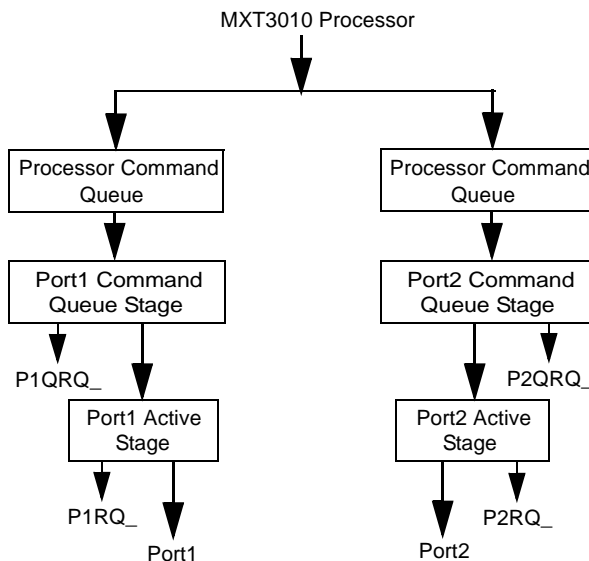 MXT3010 Processor
Processor Command
Queue
Processor Command
Queue
Port1 Command
Queue Stage
Port2 Command
Queue Stage
P1QRQ_
P2QRQ_
Port1 Active
Stage
Port2 Active
Stage
P1RQ_
P2RQ_
Port1
Port2